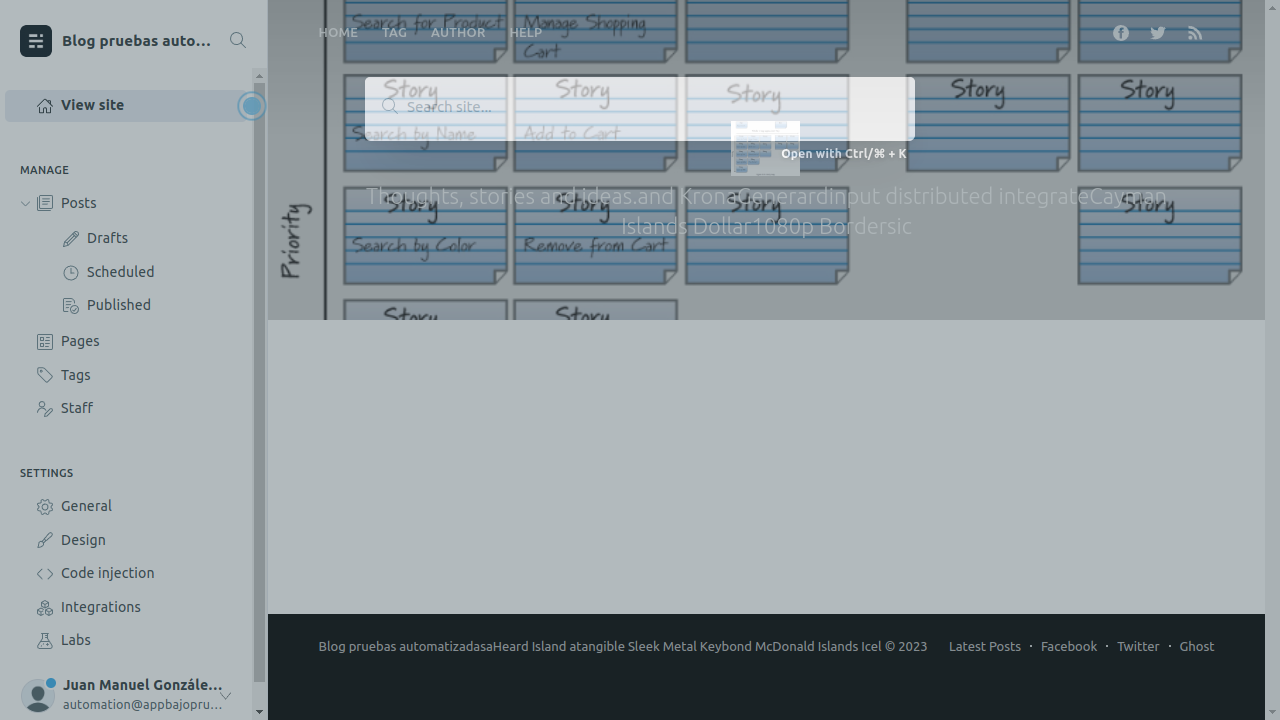 Blog pruebas auto...
View site
MANAGE
Posts
Drafts
Scheduled
Published
Pages
Tags
Staff
SETTINGS
General
Design
Code injection
Integrations
Labs
Juan Manuel Gonzále...
automation@appbajopru...
HOME TAG AUTHOR HELP
Search for Product
Manage Shopping
Cart
Story Story Story Story Story
Search site...
Search by Name
Add to Cart
Open with Ctrl/⌘ + K
Thoughts, stories and ideas.and KronaGenerardinput distributed integrateCayman
Islands Dollar1080p Bordersic
Priority
Story Story Story Story
Search by Color
Remove from Cart
Story Story
Blog pruebas automatizadasaHeard Island atangible Sleek Metal Keybond McDonald Islands Icel © 2023
Latest Posts · Facebook · Twitter · Ghost